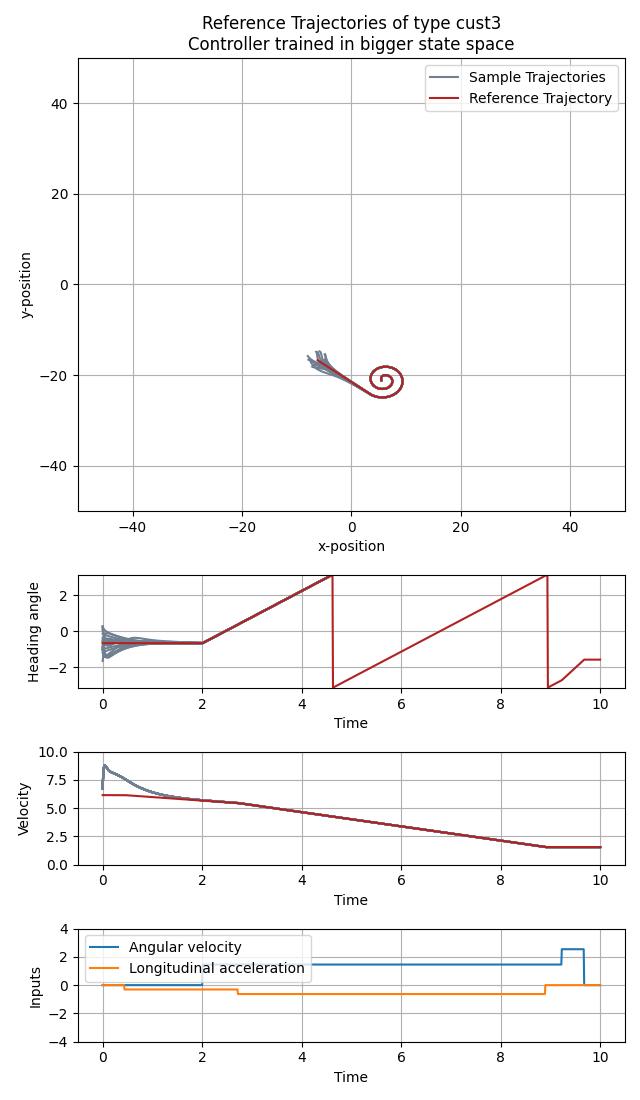 Reference Trajectories of type cust3
Controller trained in bigger state space
Sample Trajectories
Reference Trajectory
40
20
0
−20
−40
y-position
−40
−20
0
20
40
x-position
2
0
−2
Heading angle
0
2
4
6
8
10
Time
10.0
7.5
5.0
2.5
0.0
Velocity
0
2
4
6
8
10
Time
4
2
0
−2
−4
Inputs
Angular velocity
Longitudinal acceleration
0
2
4
6
8
10
Time